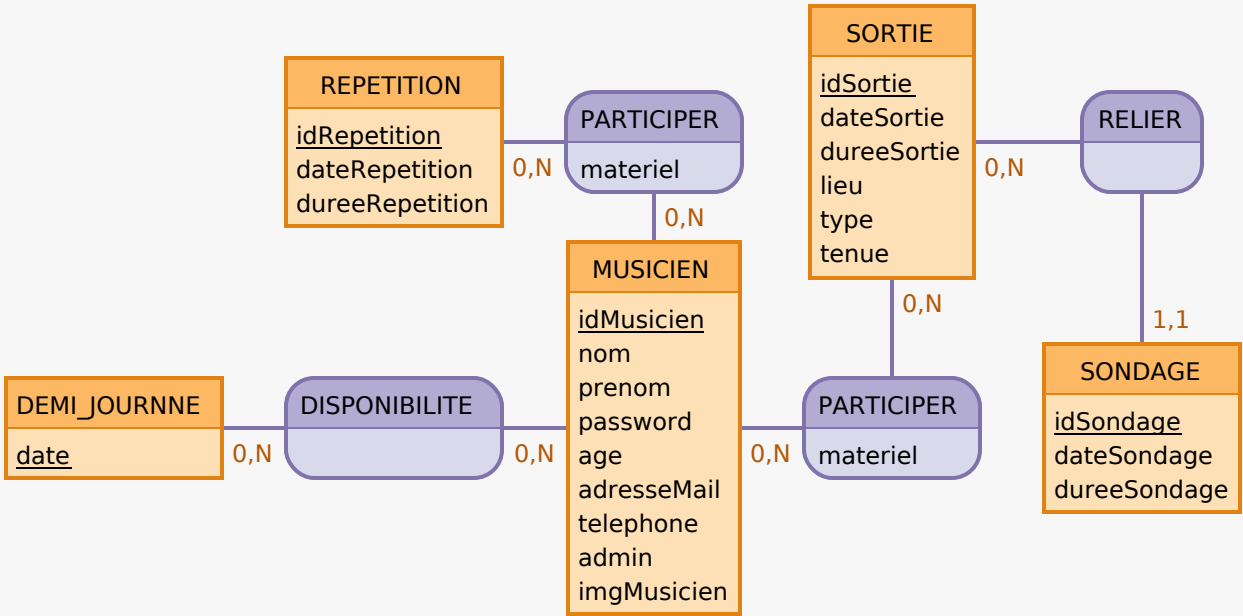 SORTIE
idSortie
dateSortie
dureeSortie
lieu
type
tenue
REPETITION
idRepetition
dateRepetition
dureeRepetition
0,N
PARTICIPER
materiel
0,N
0,N
RELIER
0,N
1,1
MUSICIEN
idMusicien
nom
prenom
password
age
adresseMail
telephone
admin
imgMusicien
SONDAGE
idSondage
dateSondage
dureeSondage
DEMI_JOURNNE
date
0,N
DISPONIBILITE
0,N
0,N
PARTICIPER
materiel